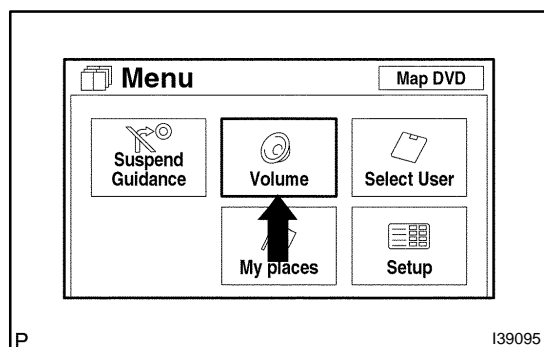 Menu
Map DVD
Suspend
Guidance
Volume
Select User
My places
Setup
P
I39095